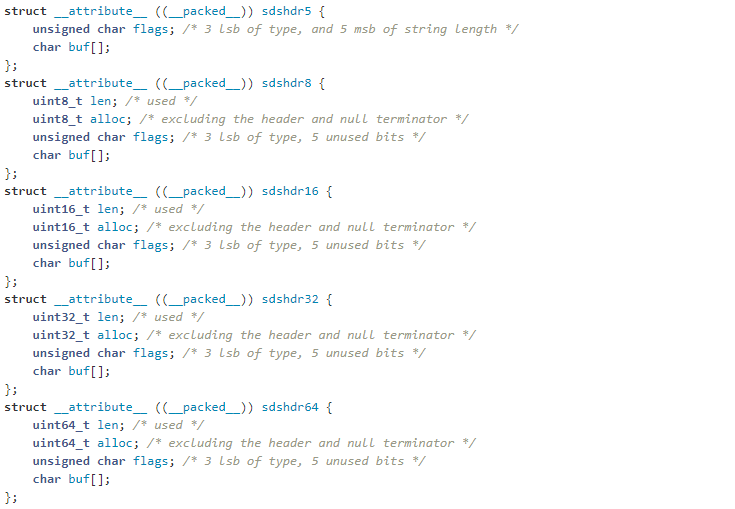 struct __attribute__ ((__packed__)) sdshdr5 {
    unsigned char flags; /* 3 lsb of type, and 5 msb of string length */
    char buf[];
};
struct __attribute__ ((__packed__)) sdshdr8 {
    uint8_t len; /* used */
    uint8_t alloc; /* excluding the header and null terminator */
    unsigned char flags; /* 3 lsb of type, 5 unused bits */
    char buf[];
};
struct __attribute__ ((__packed__)) sdshdr16 {
    uint16_t len; /* used */
    uint16_t alloc; /* excluding the header and null terminator */
    unsigned char flags; /* 3 lsb of type, 5 unused bits */
    char buf[];
};
struct __attribute__ ((__packed__)) sdshdr32 {
    uint32_t len; /* used */
    uint32_t alloc; /* excluding the header and null terminator */
    unsigned char flags; /* 3 lsb of type, 5 unused bits */
    char buf[];
};
struct __attribute__ ((__packed__)) sdshdr64 {
    uint64_t len; /* used */
    uint64_t alloc; /* excluding the header and null terminator */
    unsigned char flags; /* 3 lsb of type, 5 unused bits */
    char buf[];
};